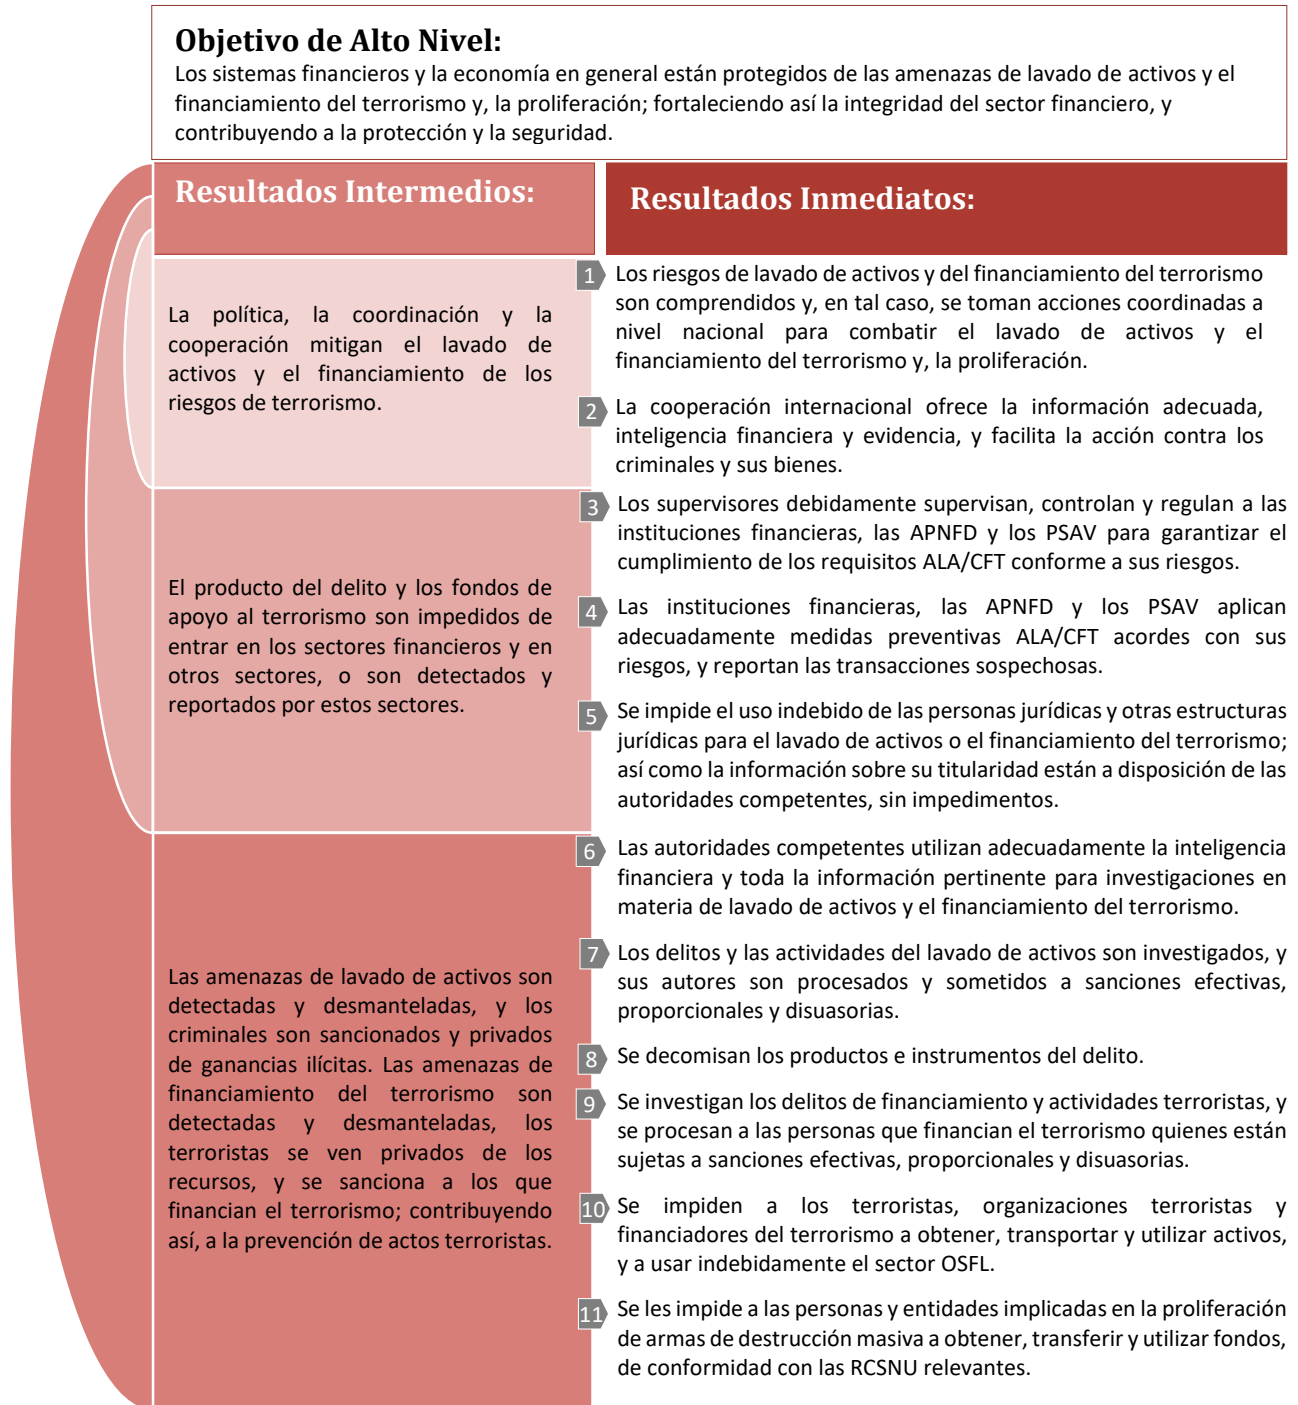 Objetivo de Alto Nivel:
Los sistemas financieros y la economía en general están protegidos de las amenazas de lavado de activos y el
financiamiento del terrorismo y, la proliferación; fortaleciendo así la integridad del sector financiero, y
contribuyendo a la protección y la seguridad.
Resultados Intermedios:
Resultados Inmediatos:
La política, la coordinación y la
cooperación mitigan el lavado de
activos y el financiamiento de los
riesgos de terrorismo.
1 Los riesgos de lavado de activos y del financiamiento del terrorismo
son comprendidos y, en tal caso, se toman acciones coordinadas a
nivel nacional para combatir el lavado de activos y el
financiamiento del terrorismo y, la proliferación.
2 La cooperación internacional ofrece la información adecuada,
inteligencia financiera y evidencia, y facilita la acción contra los
criminales y sus bienes.
El producto del delito y los fondos de
apoyo al terrorismo son impedidos de
entrar en los sectores financieros y en
otros sectores, o son detectados y
reportados por estos sectores.
3 Los supervisores debidamente supervisan, controlan y regulan a las
instituciones financieras, las APNFD y los PSAV para garantizar el
cumplimiento de los requisitos ALA/CFT conforme a sus riesgos.
4 Las instituciones financieras, las APNFD y los PSAV aplican
adecuadamente medidas preventivas ALA/CFT acordes con sus
riesgos, y reportan las transacciones sospechosas.
5 Se impide el uso indebido de las personas jurídicas y otras estructuras
jurídicas para el lavado de activos o el financiamiento del terrorismo;
así como la información sobre su titularidad están a disposición de las
autoridades competentes, sin impedimentos.
Las amenazas de lavado de activos son
detectadas y desmanteladas, y los
criminales son sancionados y privados
de ganancias ilícitas. Las amenazas de
financiamiento del terrorismo son
detectadas y desmanteladas, los
terroristas se ven privados de los
recursos, y se sanciona a los que
financian el terrorismo; contribuyendo
así, a la prevención de actos terroristas.
6 Las autoridades competentes utilizan adecuadamente la inteligencia
financiera y toda la información pertinente para investigaciones en
materia de lavado de activos y el financiamiento del terrorismo.
7 Los delitos y las actividades del lavado de activos son investigados, y
sus autores son procesados y sometidos a sanciones efectivas,
proporcionales y disuasorias.
8 Se decomisan los productos e instrumentos del delito.
9 Se investigan los delitos de financiamiento y actividades terroristas, y
se procesan a las personas que financian el terrorismo quienes están
sujetas a sanciones efectivas, proporcionales y disuasorias.
10 Se impiden a los terroristas, organizaciones terroristas y
financiadores del terrorismo a obtener, transportar y utilizar activos,
y a usar indebidamente el sector OSFL.
11 Se les impide a las personas y entidades implicadas en la proliferación
de armas de destrucción masiva a obtener, transferir y utilizar fondos,
de conformidad con las RCSNU relevantes.